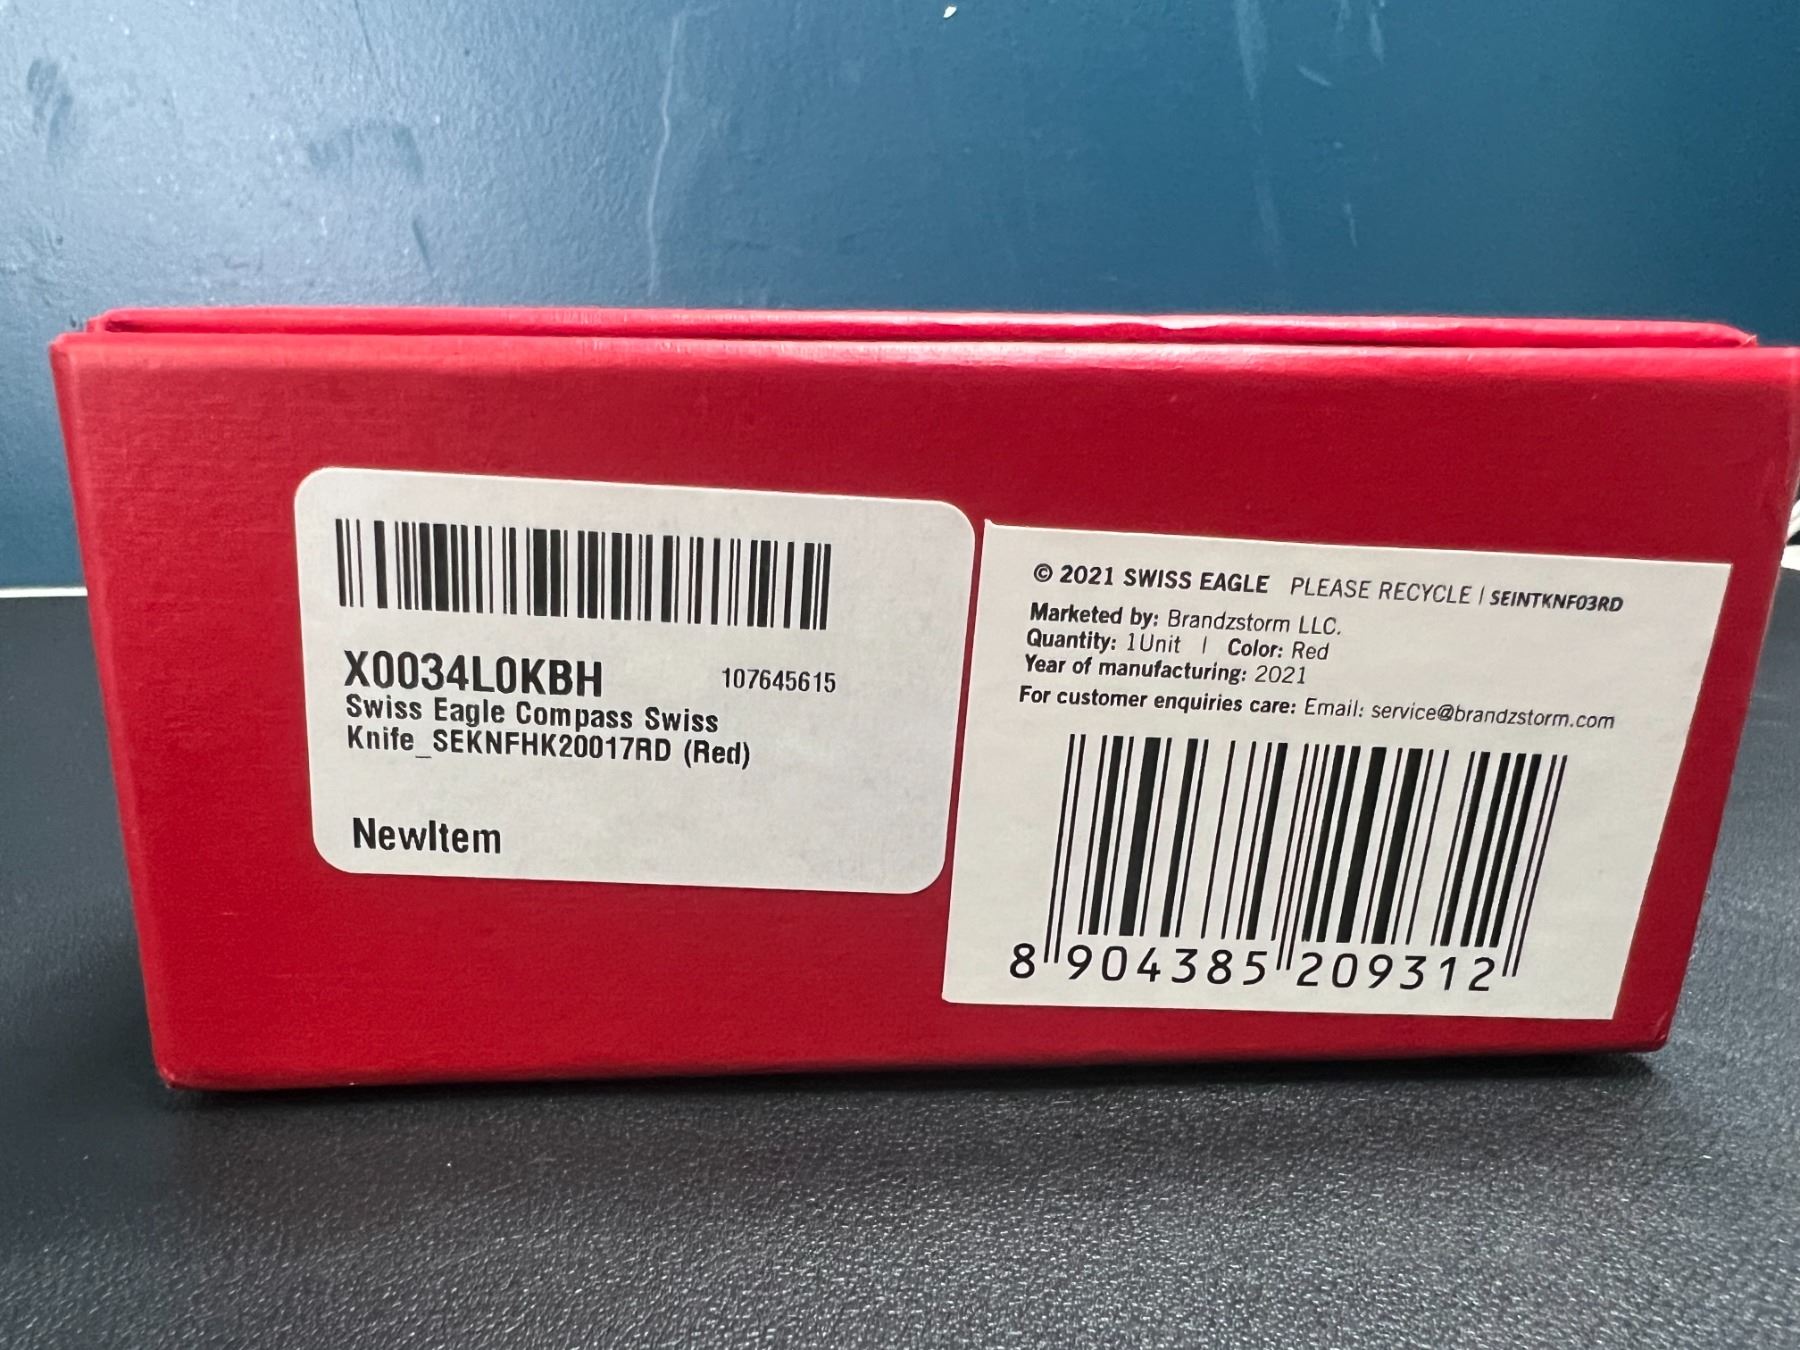 X0034L0KBH 107645615
Swiss Eagle Compass Swiss
Knife_SEKNFHK20017RD (Red)
NewItem
© 2021 SWISS EAGLE PLEASE RECYCLE | SEINTKNF03RD
Marketed by: Brandzstorm LLC.
Quantity: 1Unit | Color: Red
Year of manufacturing: 2021
For customer enquiries care: Email: service@brandzstorm.com
8 904385 209312